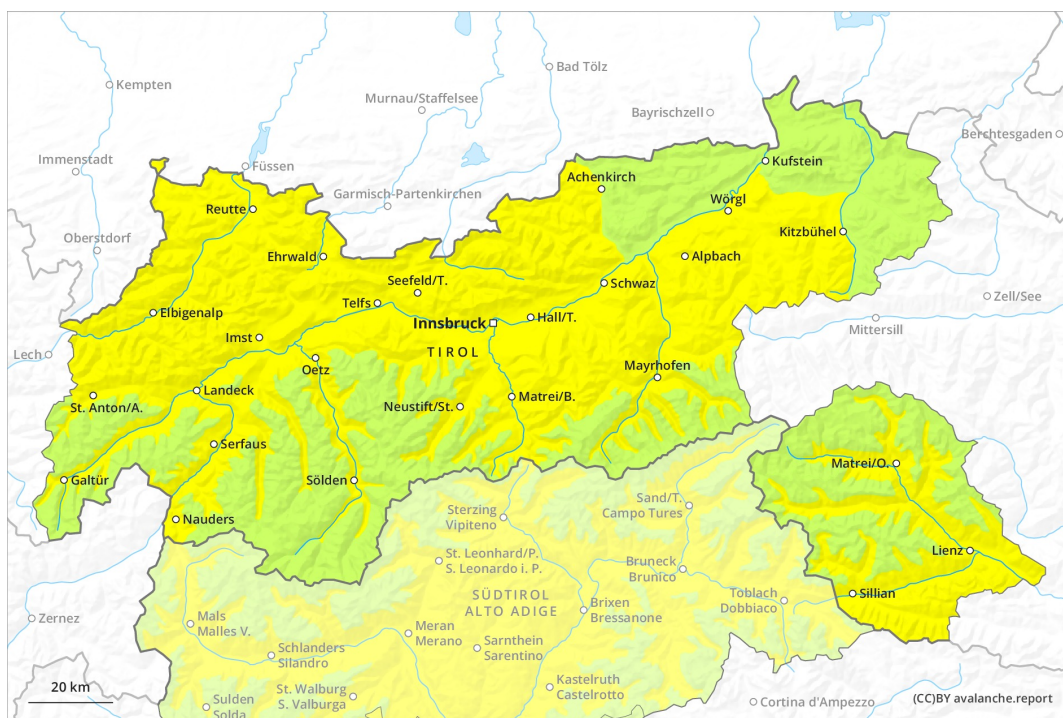 Bad Tölz
Kempten
Murnau/Staffelsee
Bayrischzell
Berchtesgaden
Immenstadt
Füssen
Kufstein
Achenkirch
Garmisch-Partenkirchen
Wörgl
Reutte
Oberstdorf
Kitzbühel
Ehrwald
Alpbach
Seefeld/T.
Schwaz
Zell/See
Telfs
Elbigenalp
Hall/T.
Innsbruck
Mittersill
Imst
Lech
TIROL
Oetz
Mayrhofen
Landeck
St. Anton/A.
Neustift/St.
Matrei/B.
Serfaus
Matrei/O.
Galtür
Sölden
Sand/T.
Campo Tures
Sterzing
Vipiteno
Nauders
Lienz
St. Leonhard/P.
S. Leonardo i. P.
Bruneck
Brunico
SÜDTIROL
ALTO ADIGE
Sillian
Toblach
Dobbiaco
Brixen
Bressanone
Zernez
Mals
Malles V.
Meran
Merano
Sarnthein
Sarentino
Schlanders
Silandro
Kastelruth
Castelrotto
20 km
St. Walburg
S. Valburga
Sulden
Solda
Cortina d'Ampezzo
(CC)BY avalanche.report